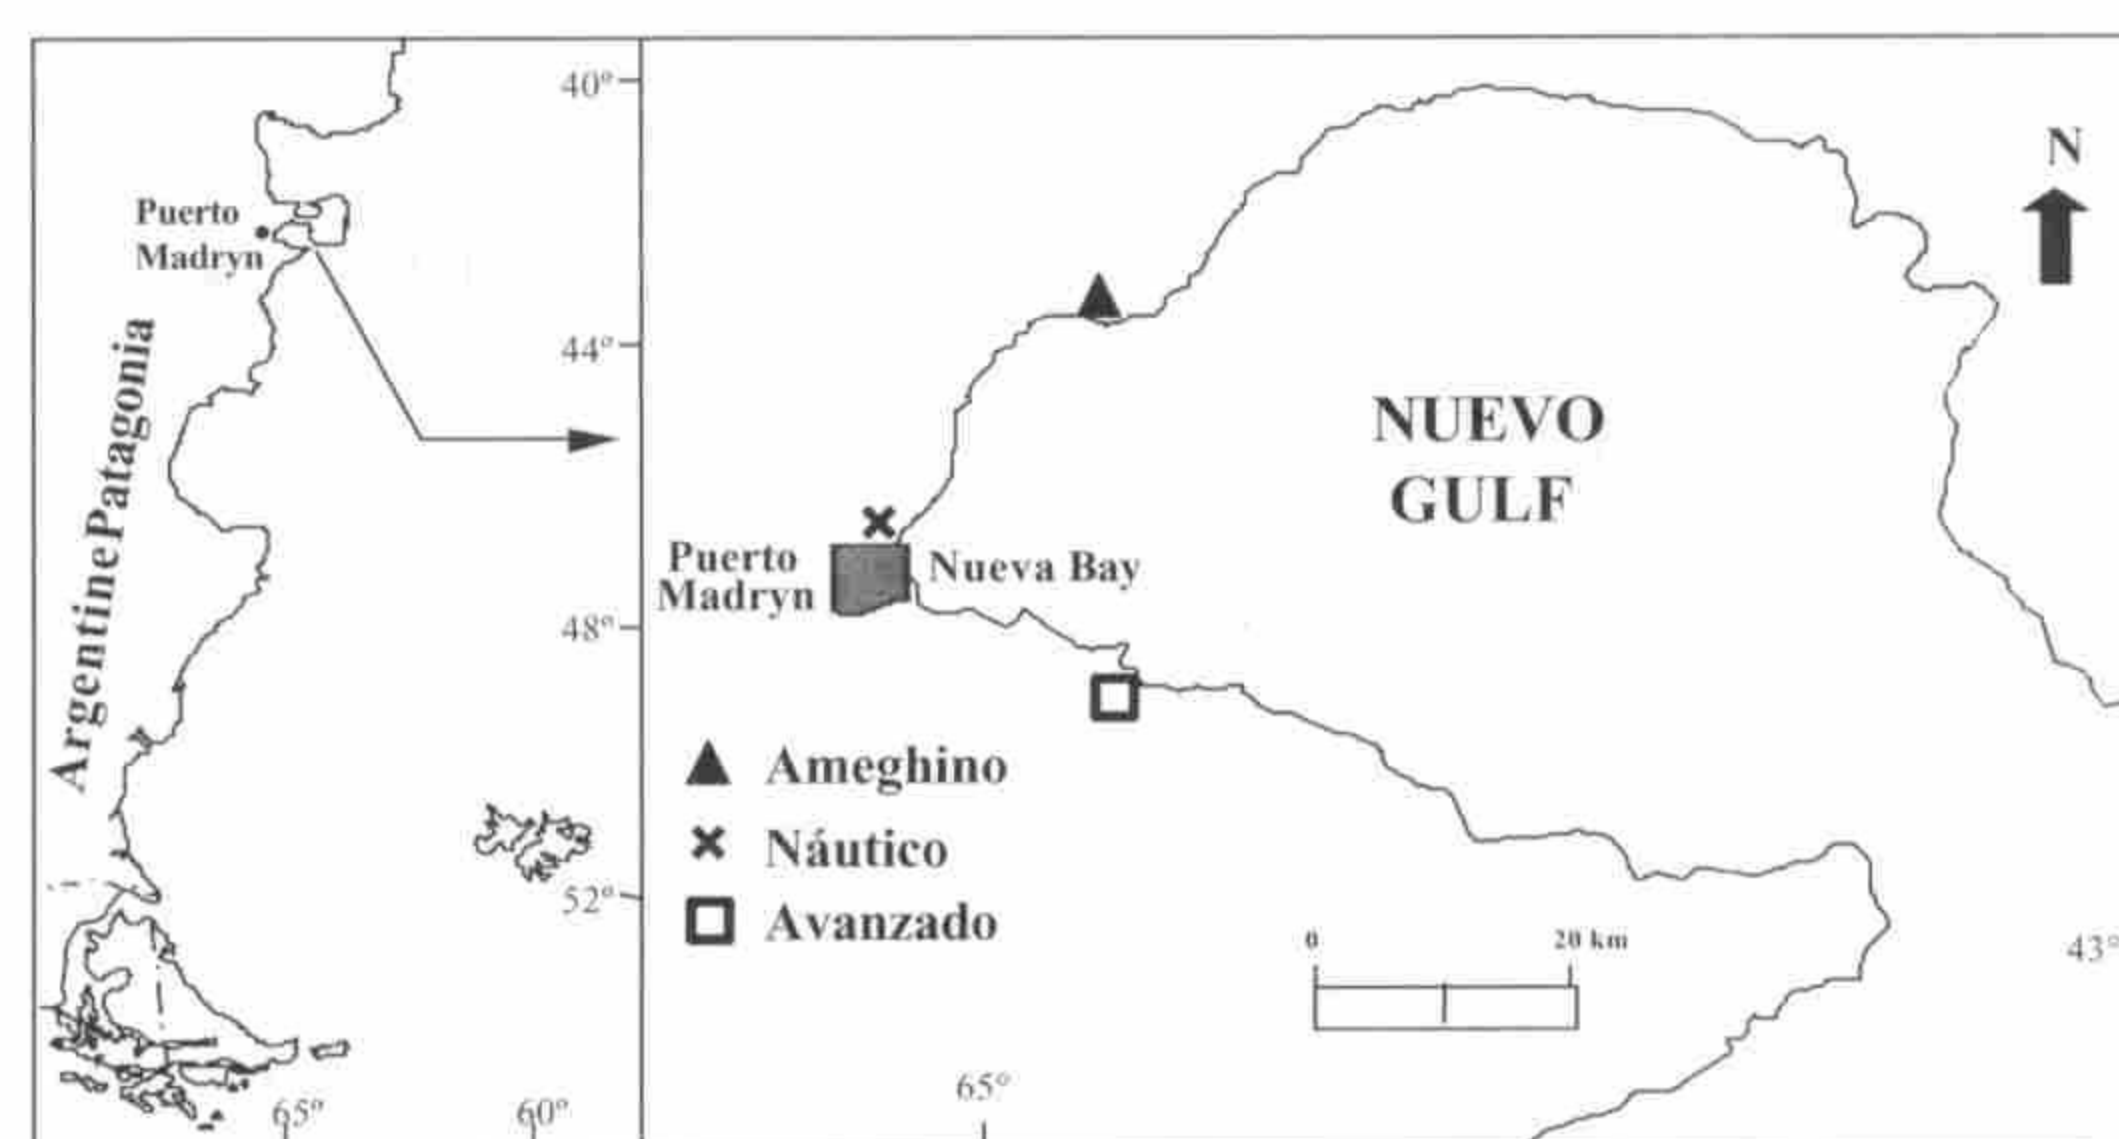 40°
Puerto
Madryn
44°
Argentine Patagonia
48°
52°
65°
60°
N
NUEVO
GULF
Puerto
Madryn
Nueva Bay
Ameghino
Náutico
Avanzado
0
20 km
43°
65°